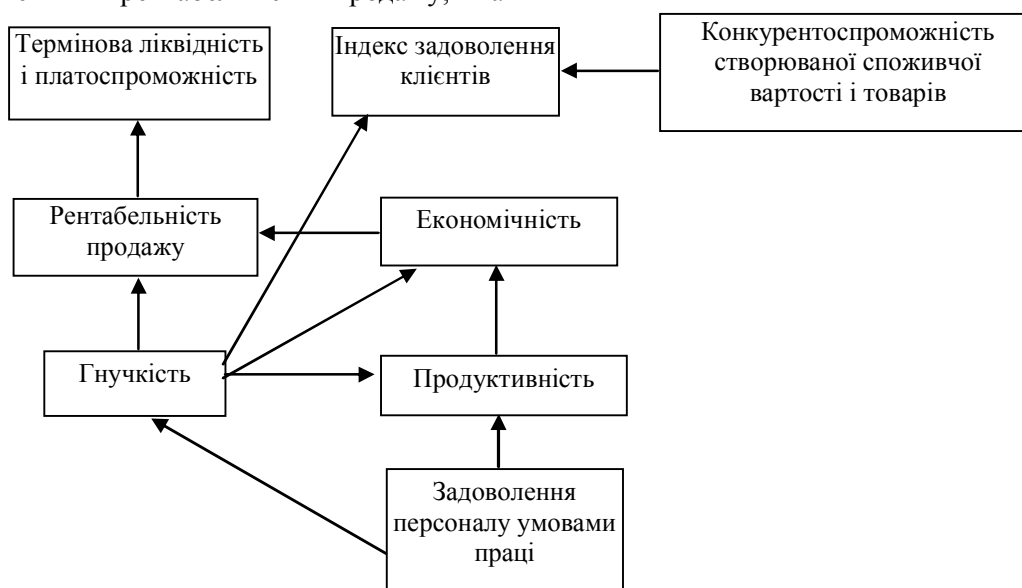 Термінова ліквідність
і платоспроможність
Індекс задоволення
клієнтів
Конкурентоспроможність
створюваної споживчої
вартості і товарів
Рентабельність
продажу
Економічність
Гнучкість
Продуктивність
Задоволення
персоналу умовами
праці